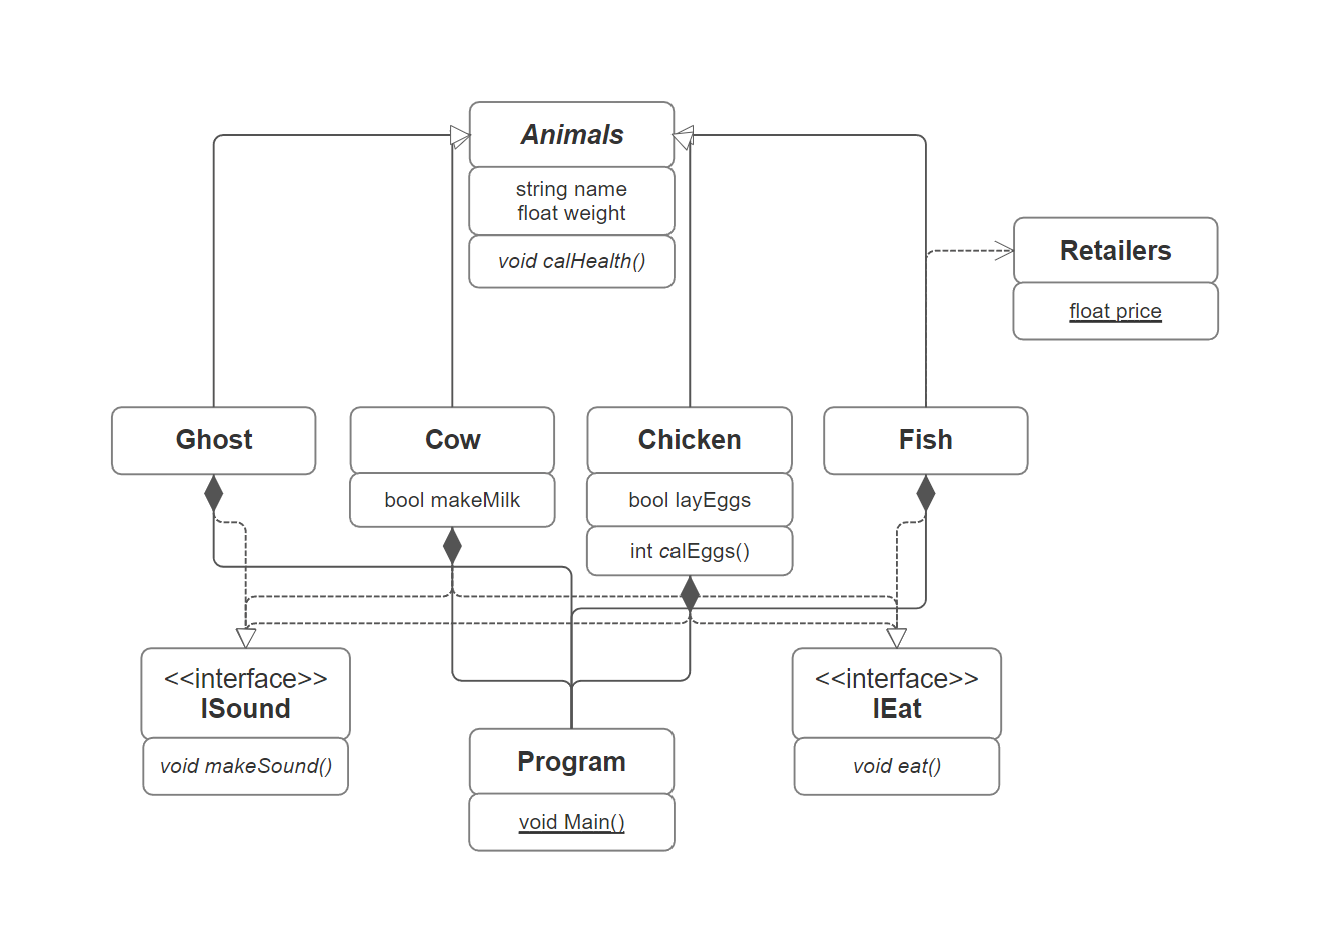 Animals
string name
float weight
void calHealth()
Retailers
float price
Ghost
Cow
bool makeMilk
Chicken
bool layEggs
int calEggs()
Fish
<<interface>>
ISound
void makeSound()
<<interface>>
IEat
void eat()
Program
void Main()